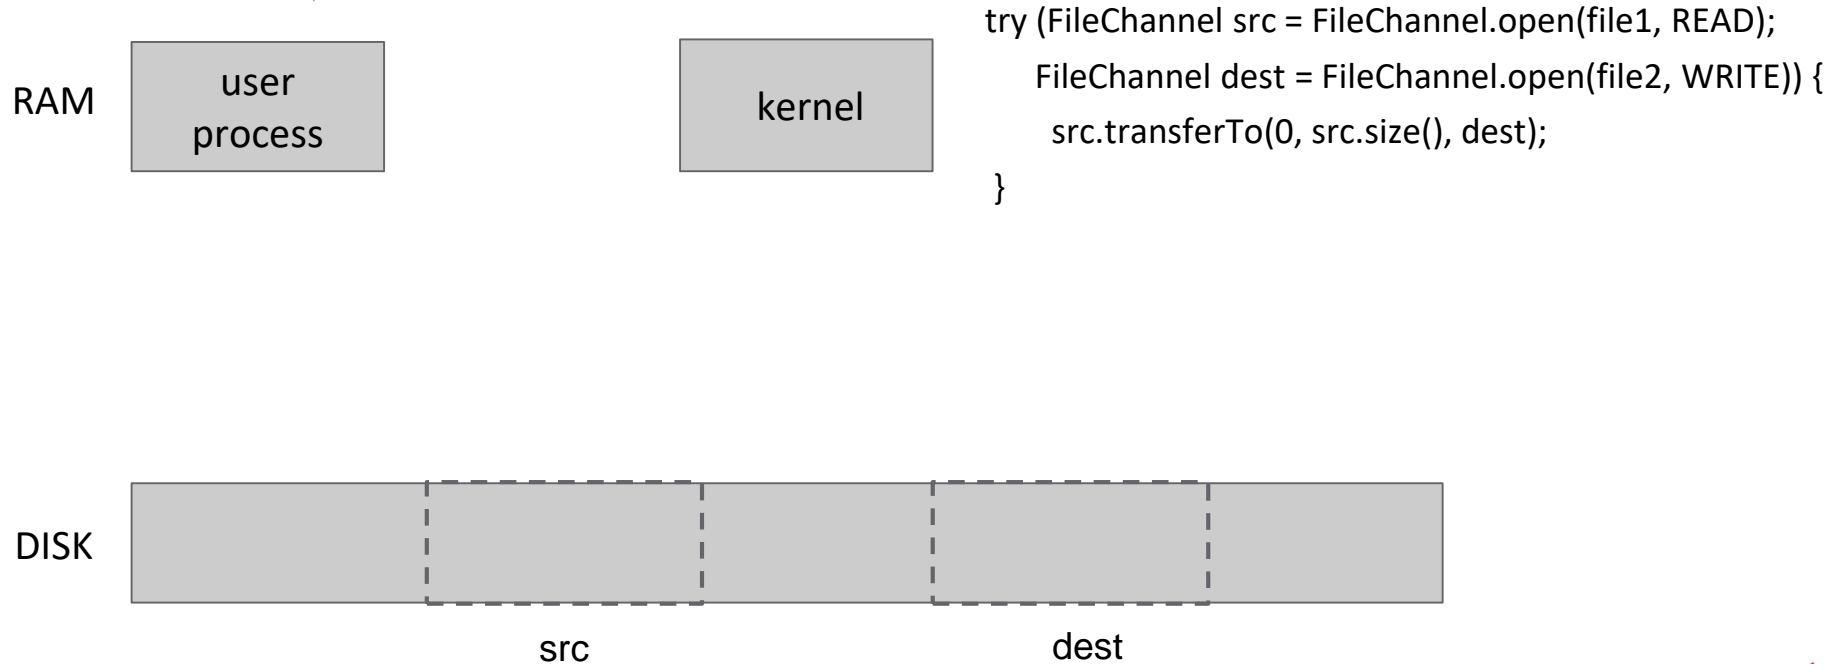 try (FileChannel src = FileChannel.open(file1, READ);
FileChannel dest = FileChannel.open(file2, WRITE)) {
src.transferTo(0, src.size(), dest);
}
RAM
user
process
kernel
DISK
src
dest